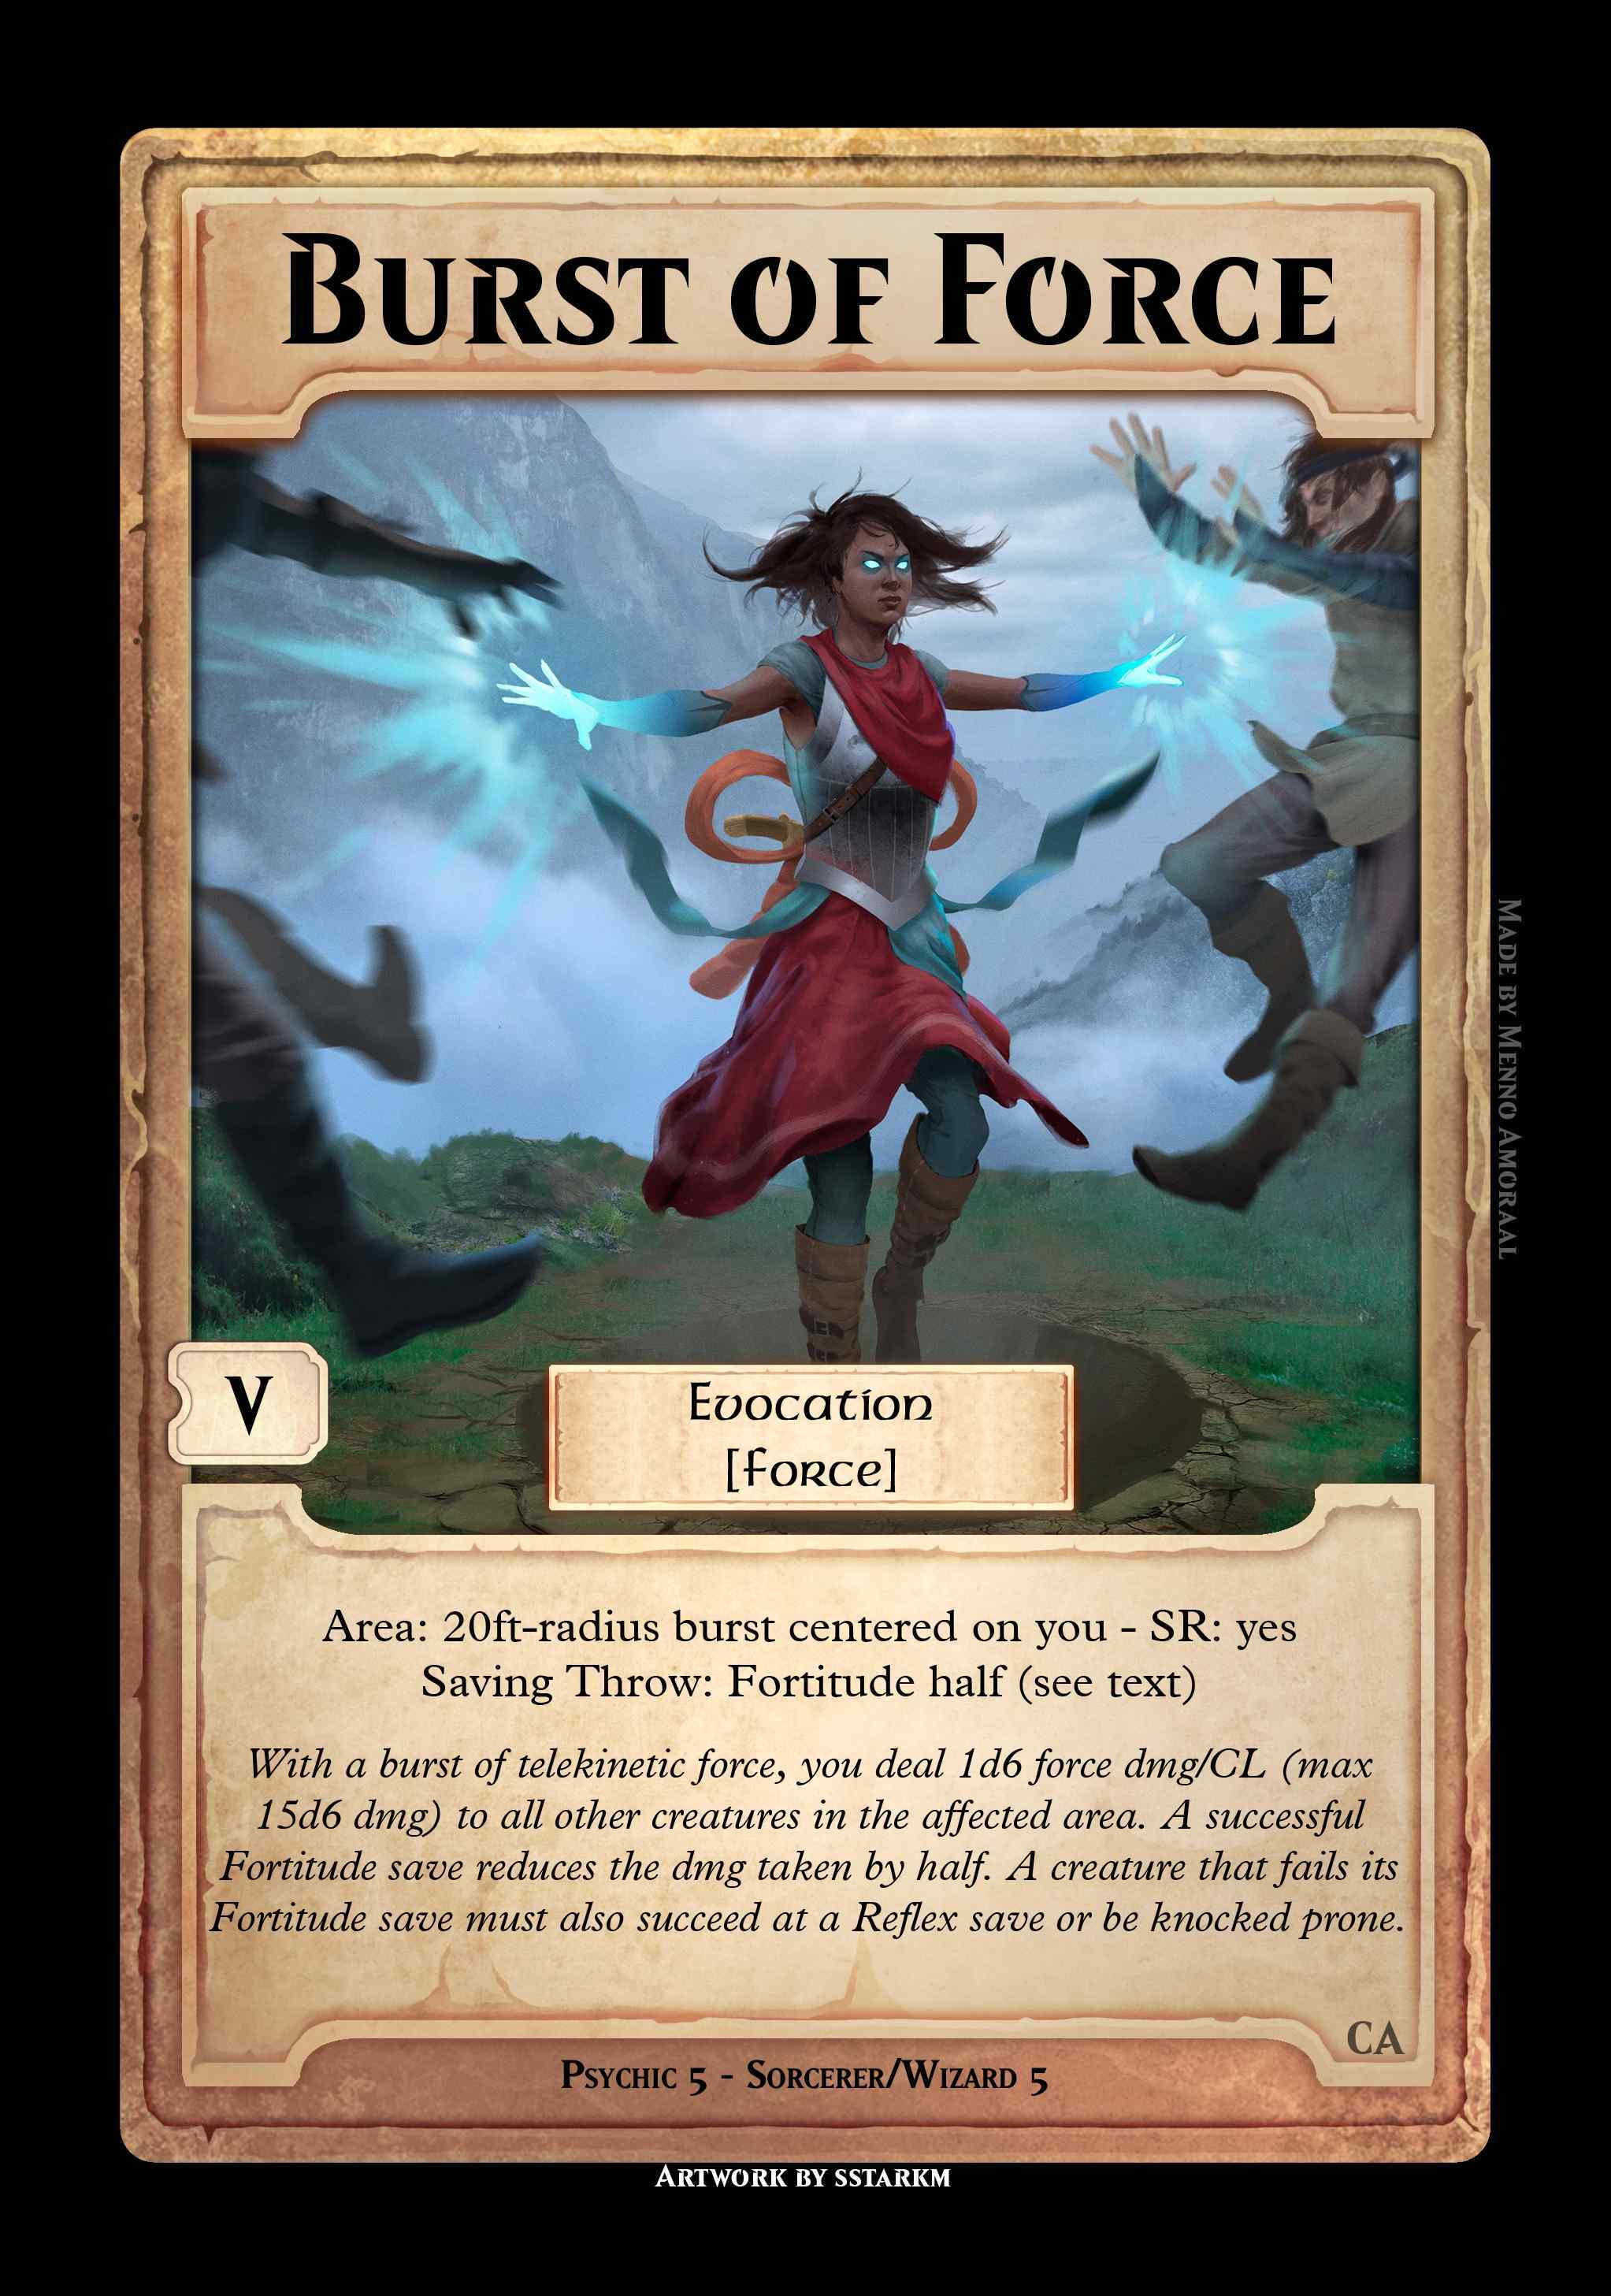 Burst of Force
V
Evocation
[force]
Area: 20ft-radius burst centered on you - SR: yes
Saving Throw: Fortitude half (see text)
With a burst of telekinetic force, you deal 1d6 force dmg/CL (max
15d6 dmg) to all other creatures in the affected area. A successful
Fortitude save reduces the dmg taken by half. A creature that fails its
Fortitude save must also succeed at a Reflex save or be knocked prone.
CA
Psychic 5 - Sorcerer/Wizard 5
Artwork by sstarkm
Made by Menno Amoraal